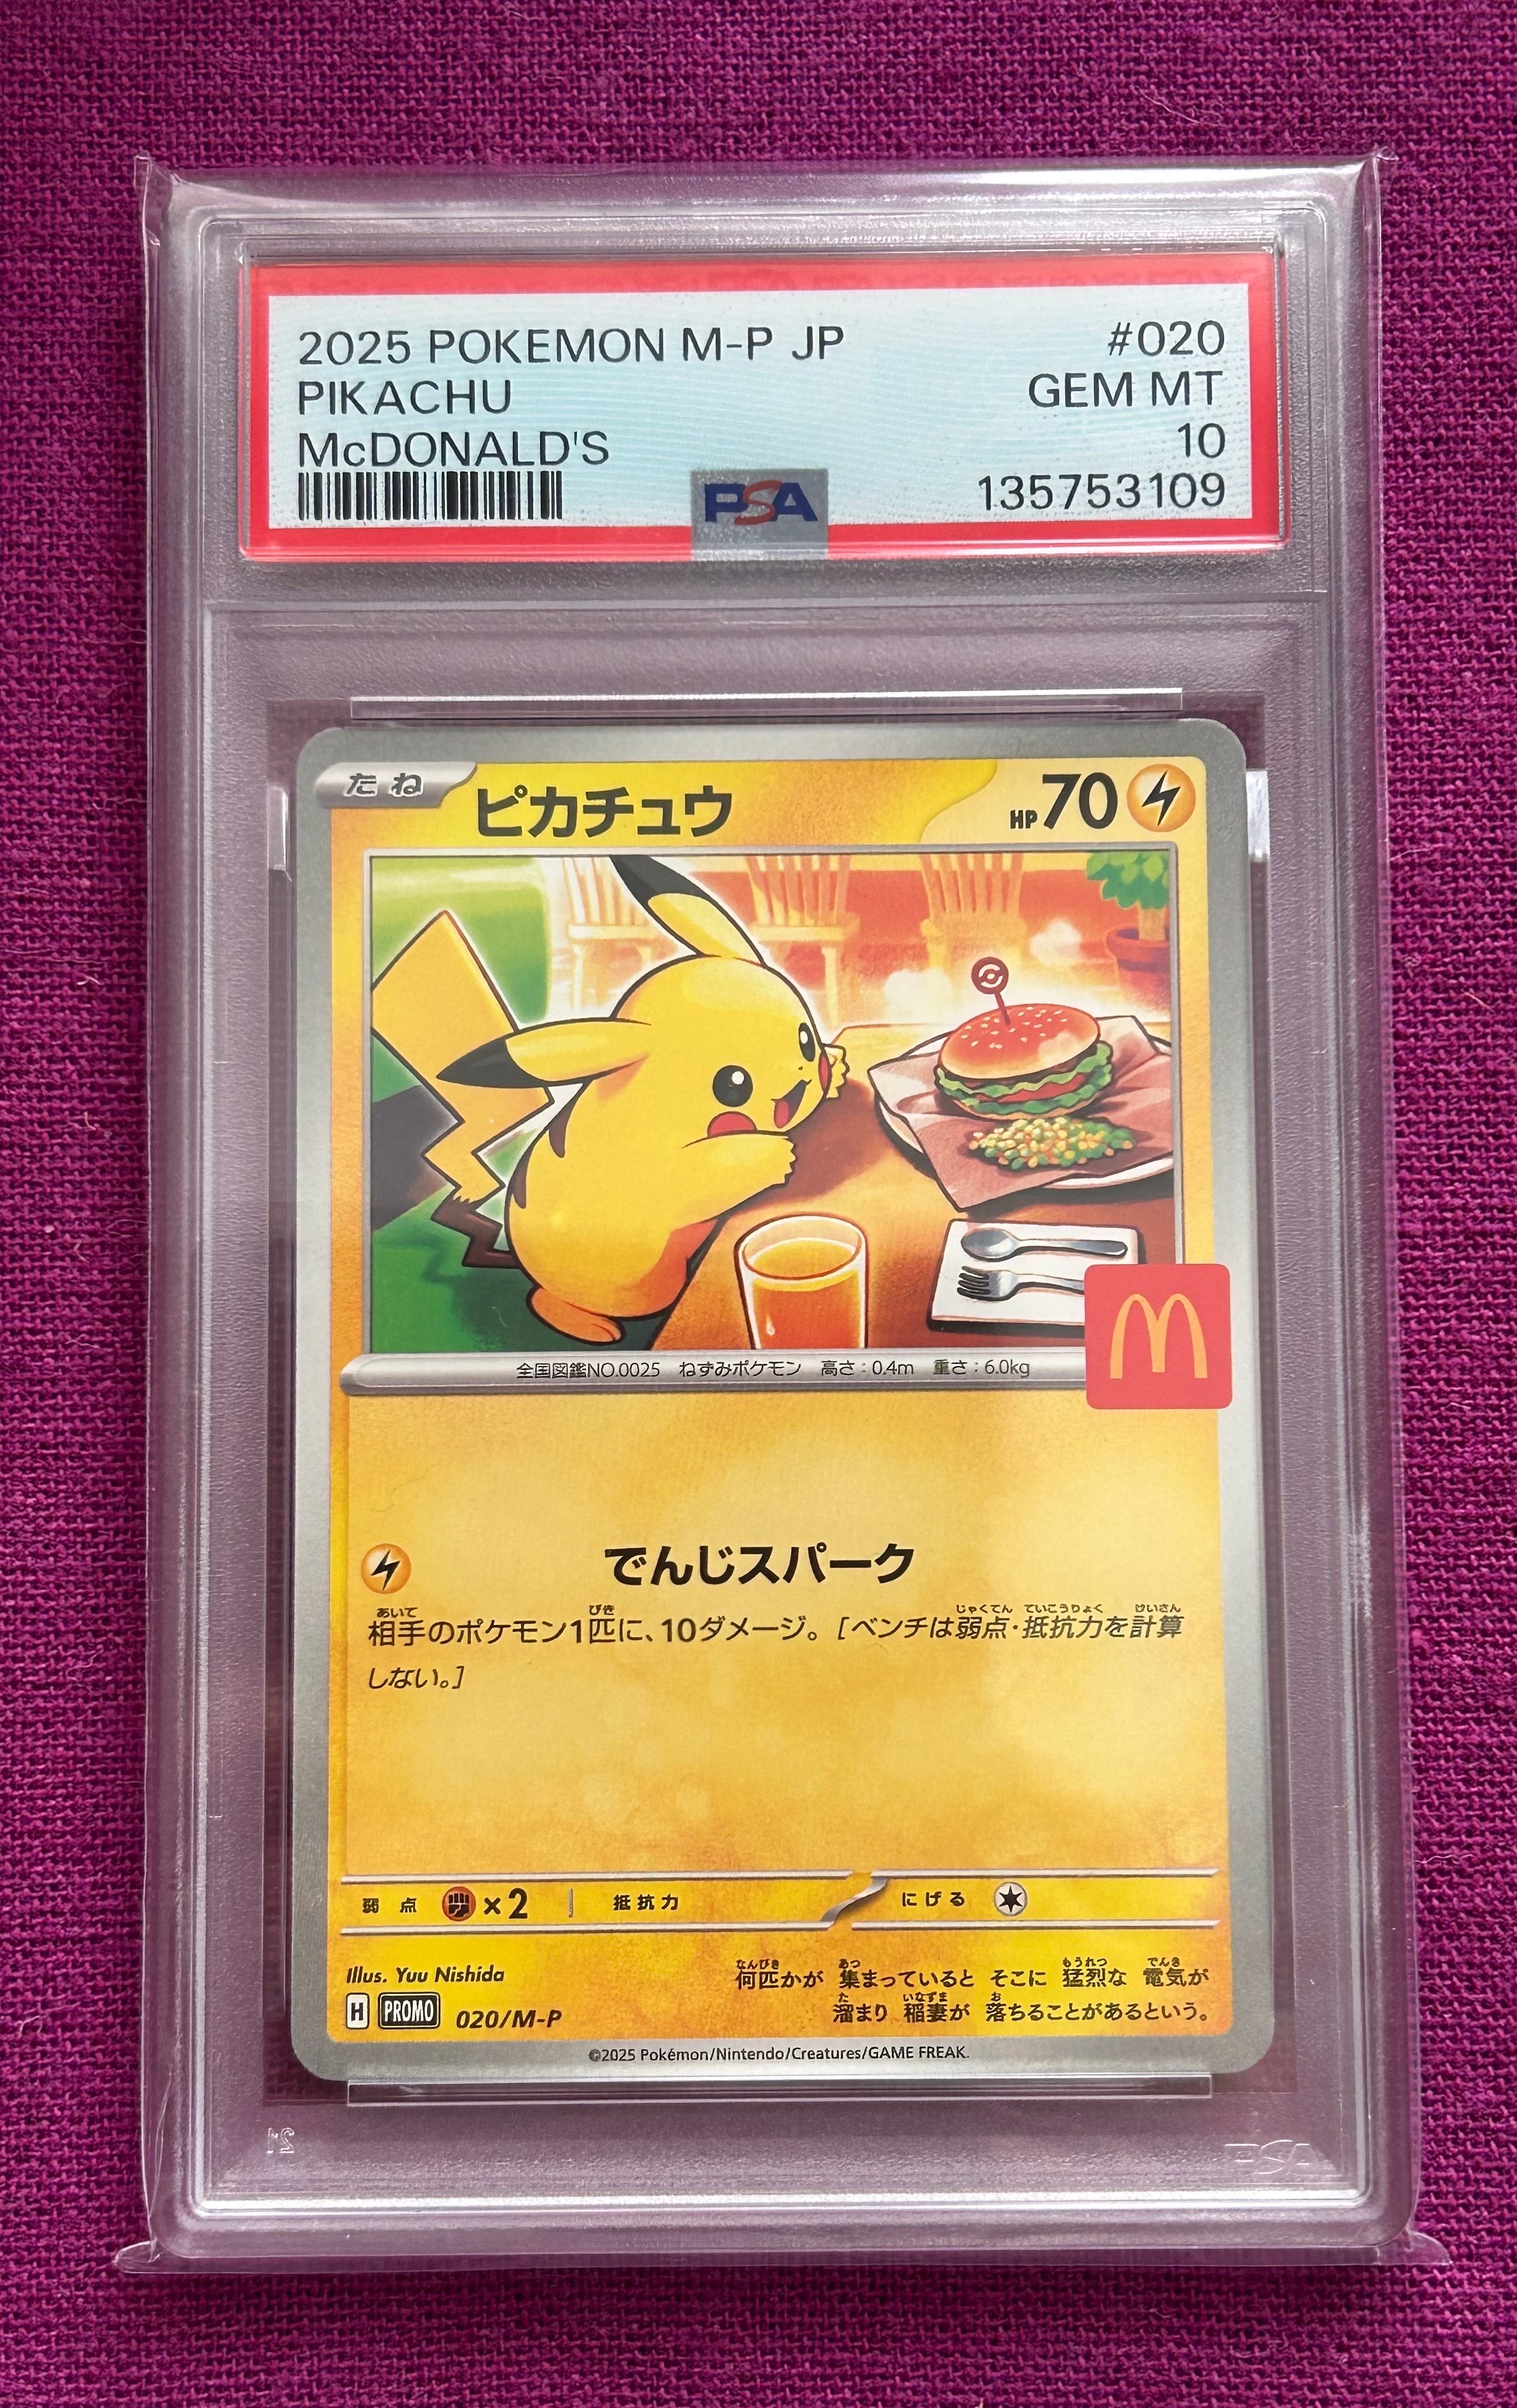 2025 POKEMON M-P JP
#020
PIKACHU
GEM MT
McDONALD'S
10
PSA
135753109
たね
ピカチュウ
HP70
全国図鑑NO.0025 ねずみポケモン 高さ：0.4m 重さ：6.0kg
でんじスパーク
相手のポケモン1匹に、10ダメージ。［ベンチは弱点・抵抗力を計算
しない。］
弱点 ×2 抵抗力 にげる
Illus. Yuu Nishida
何匹かが 集まっていると そこに 猛烈な 電気が
溜まり 稲妻が 落ちることがあるという。
H PROMO 020/M-P
©2025 Pokémon/Nintendo/Creatures/GAME FREAK.
PSA